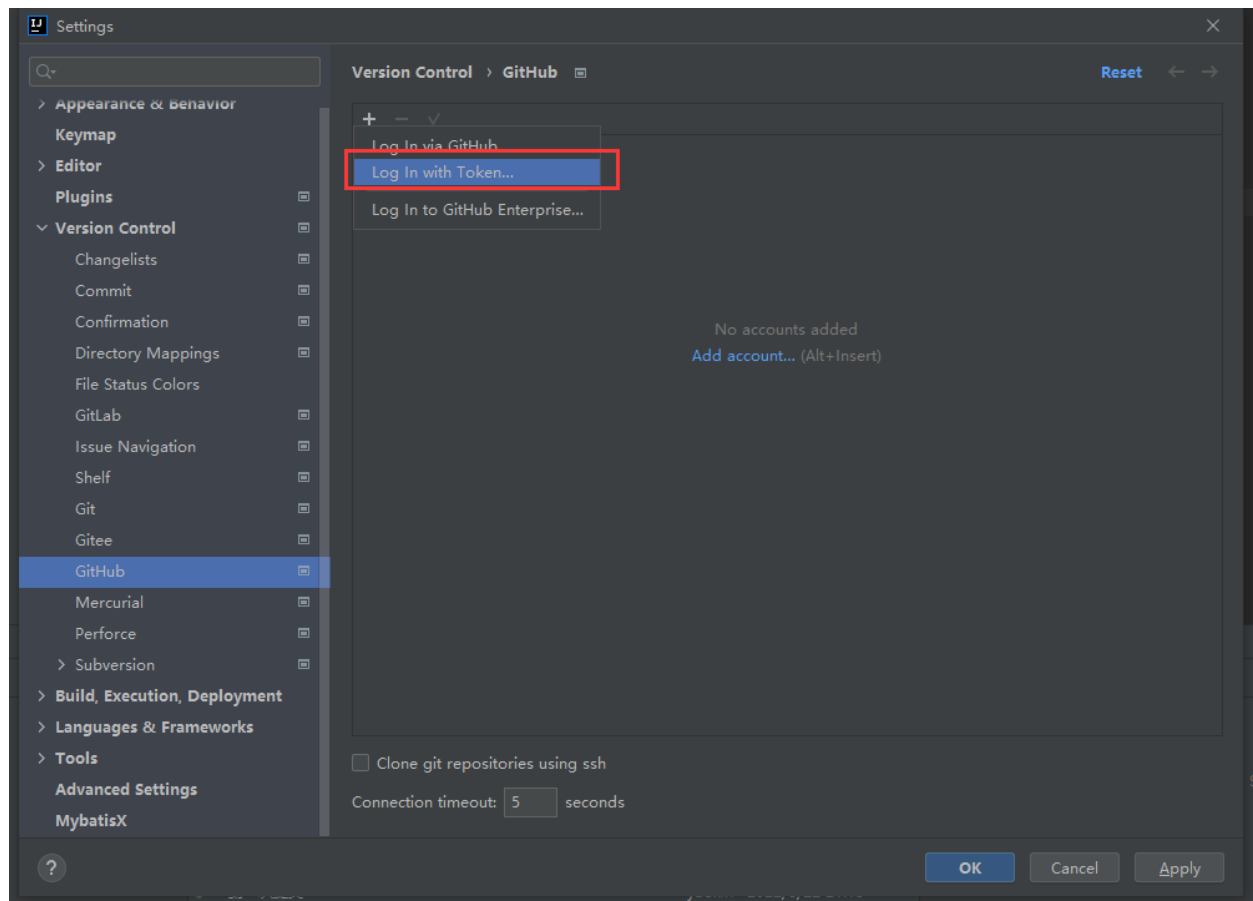 Settings
Version Control > GitHub
Reset
Appearance & Behavior
Keymap
Editor
Plugins
Version Control
Changelists
Commit
Confirmation
Directory Mappings
File Status Colors
GitLab
Issue Navigation
Shelf
Git
Gitee
GitHub
Mercurial
Perforce
Subversion
Build, Execution, Deployment
Languages & Frameworks
Tools
Advanced Settings
MybatisX
Log In via GitHub
Log In with Token...
Log In to GitHub Enterprise...
No accounts added
Add account... (Alt+Insert)
Clone git repositories using ssh
Connection timeout: 5 seconds
?
OK Cancel Apply